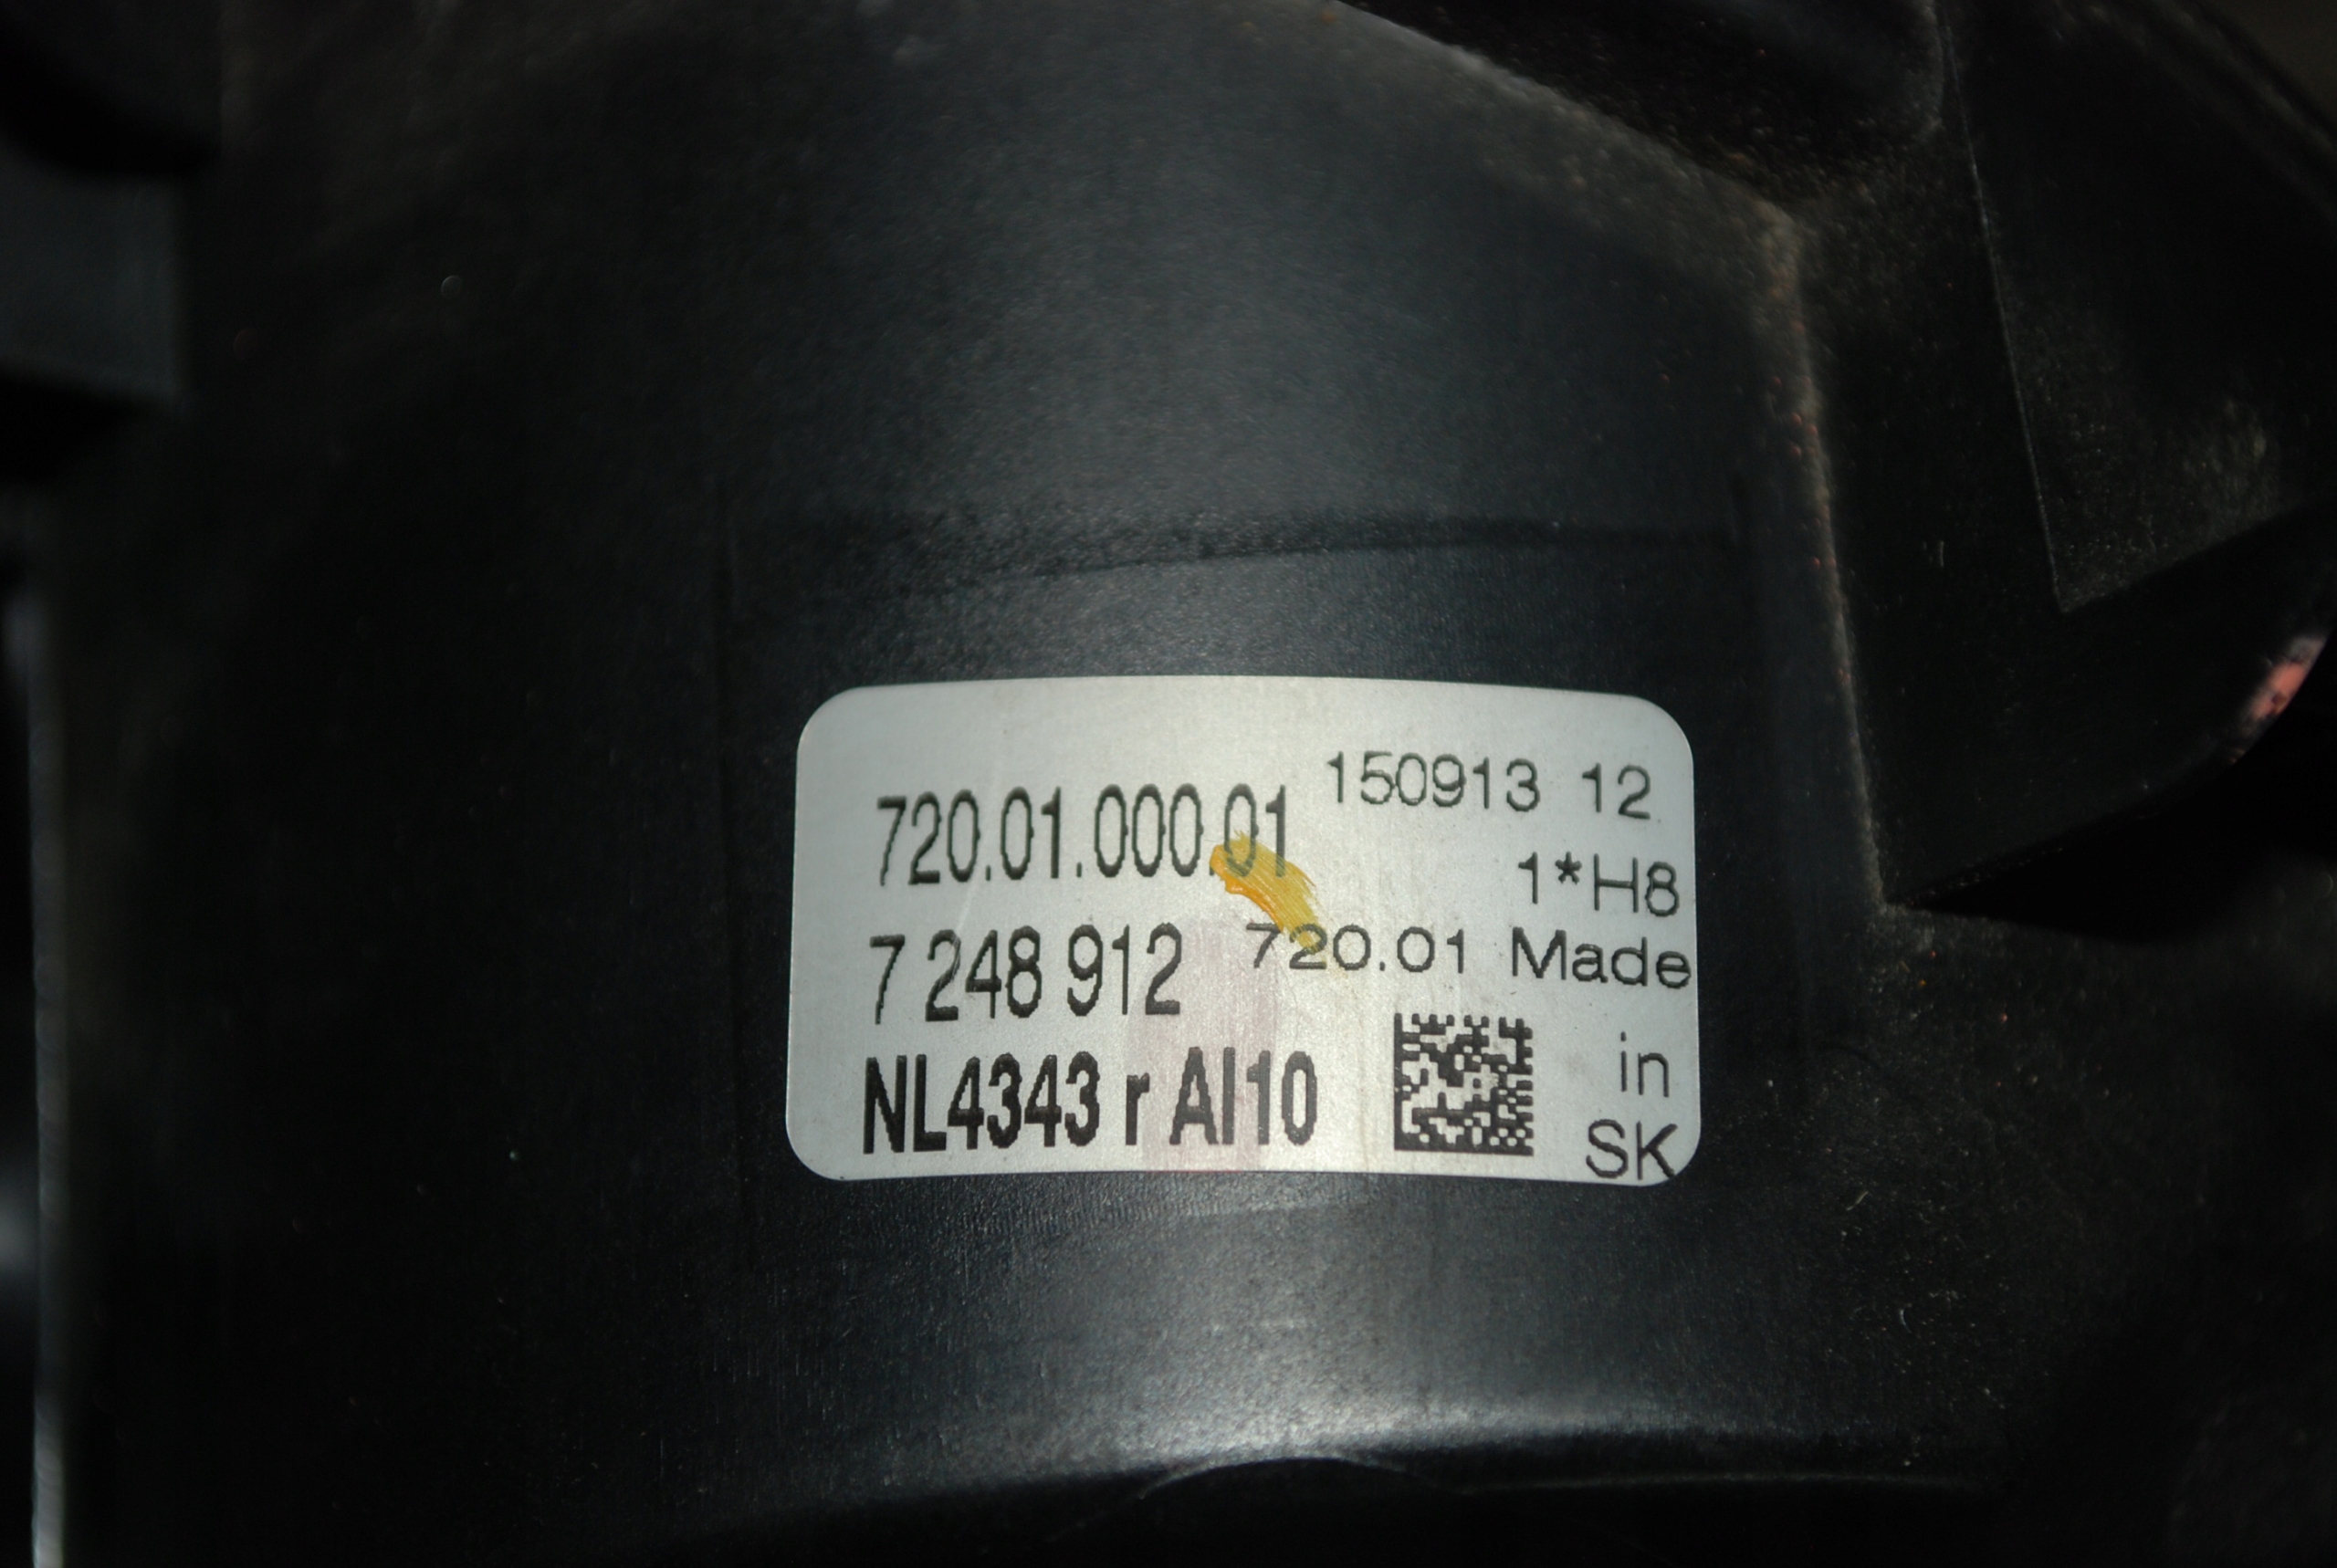 150913 12
720.01.000.01
1*H8
7 248 912 720.01 Made
in
NL4343 r AI10
SK